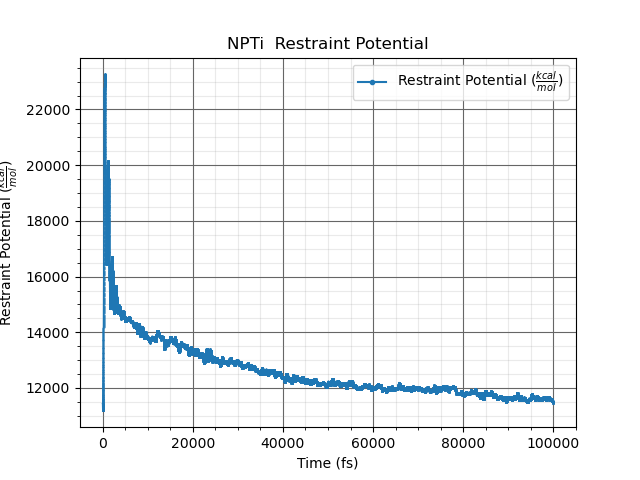 NPTi  Restraint Potential
Restraint Potential (kcal/mol)
Restraint Potential (kcal/mol)
22000
20000
18000
16000
14000
12000
0 20000 40000 60000 80000 100000
Time (fs)